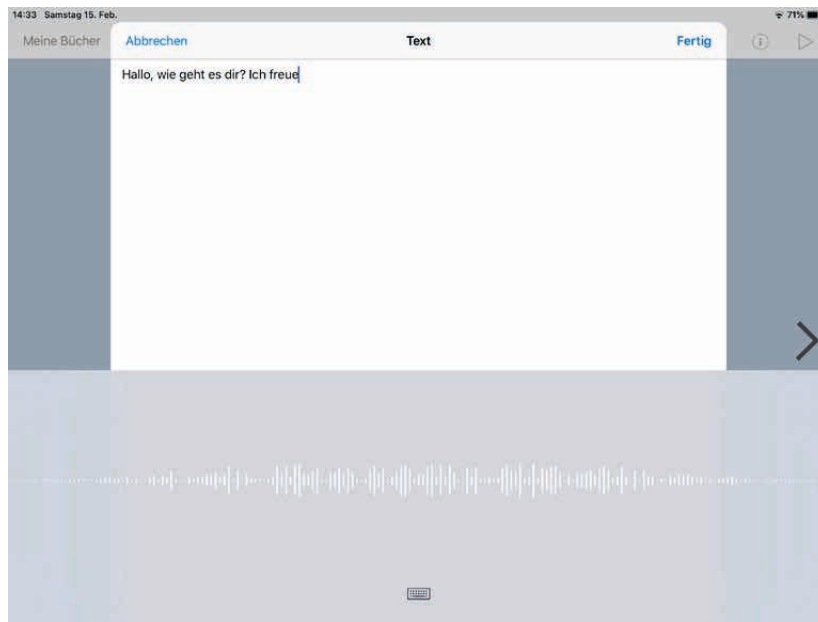 14:33 Samstag 15. Feb.
71%
Meine Bücher
Abbrechen
Text
Fertig
Hallo, wie geht es dir? Ich freue